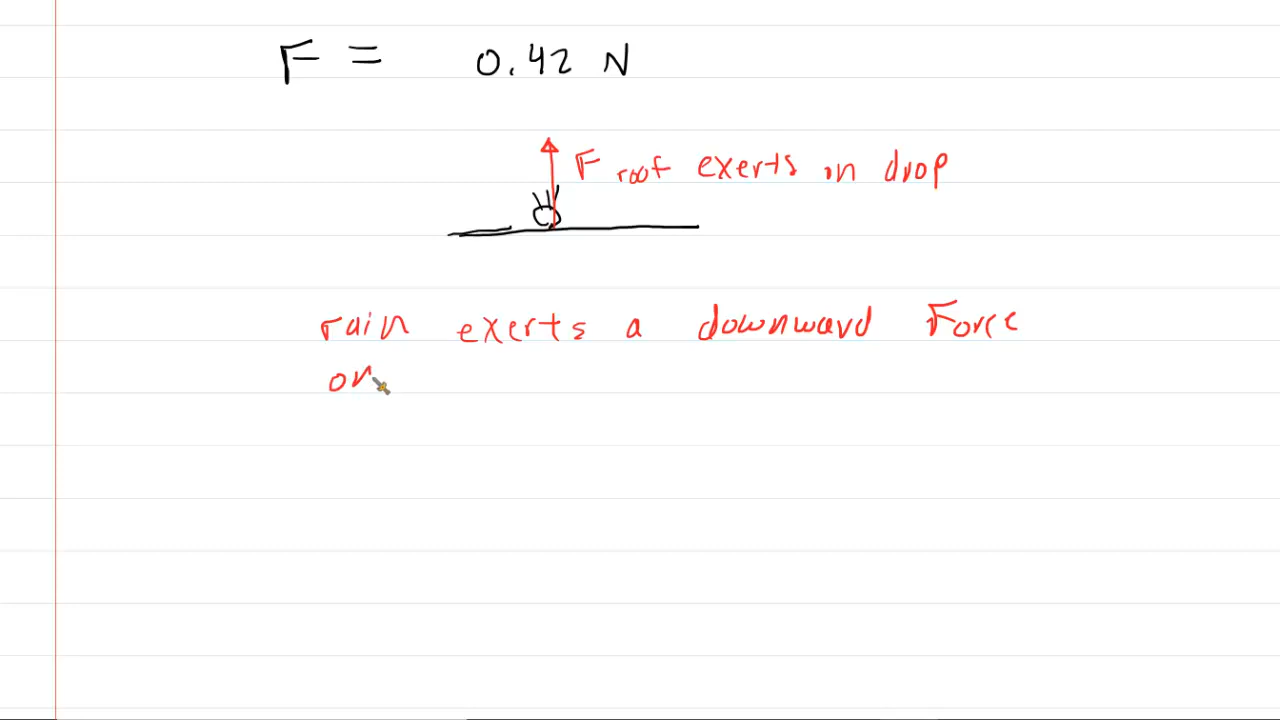 F = 0.42 N
F roof exerts on drop
rain exerts a downward Force
on